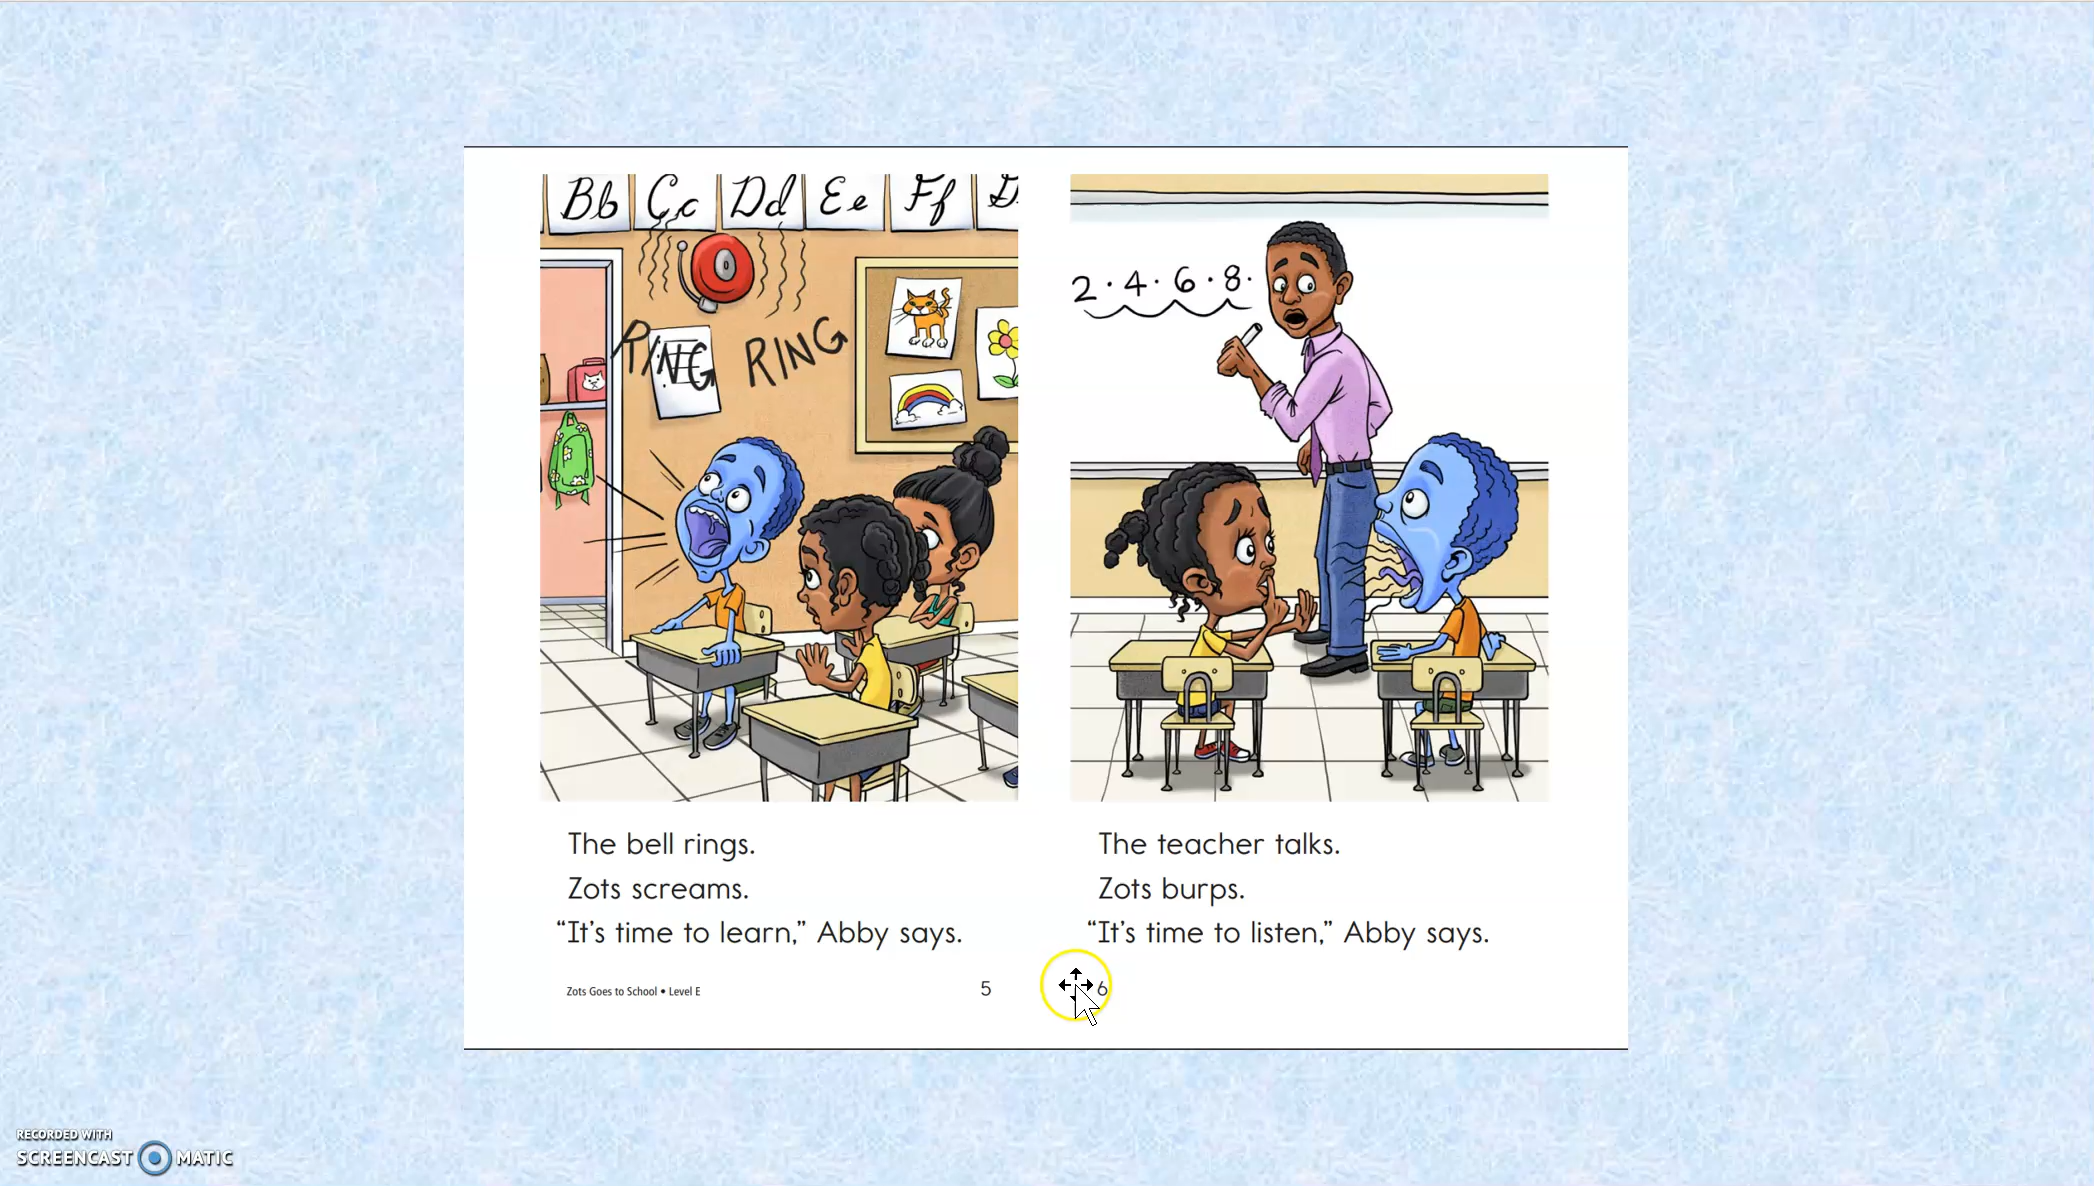 Bb Cc Dd Ee Ff
RING RING
2 · 4 · 6 · 8 ·
The bell rings.
Zots screams.
“It’s time to learn,” Abby says.
Zots Goes to School • Level E
5
The teacher talks.
Zots burps.
“It’s time to listen,” Abby says.
6
RECORDED WITH
SCREENCAST MATIC